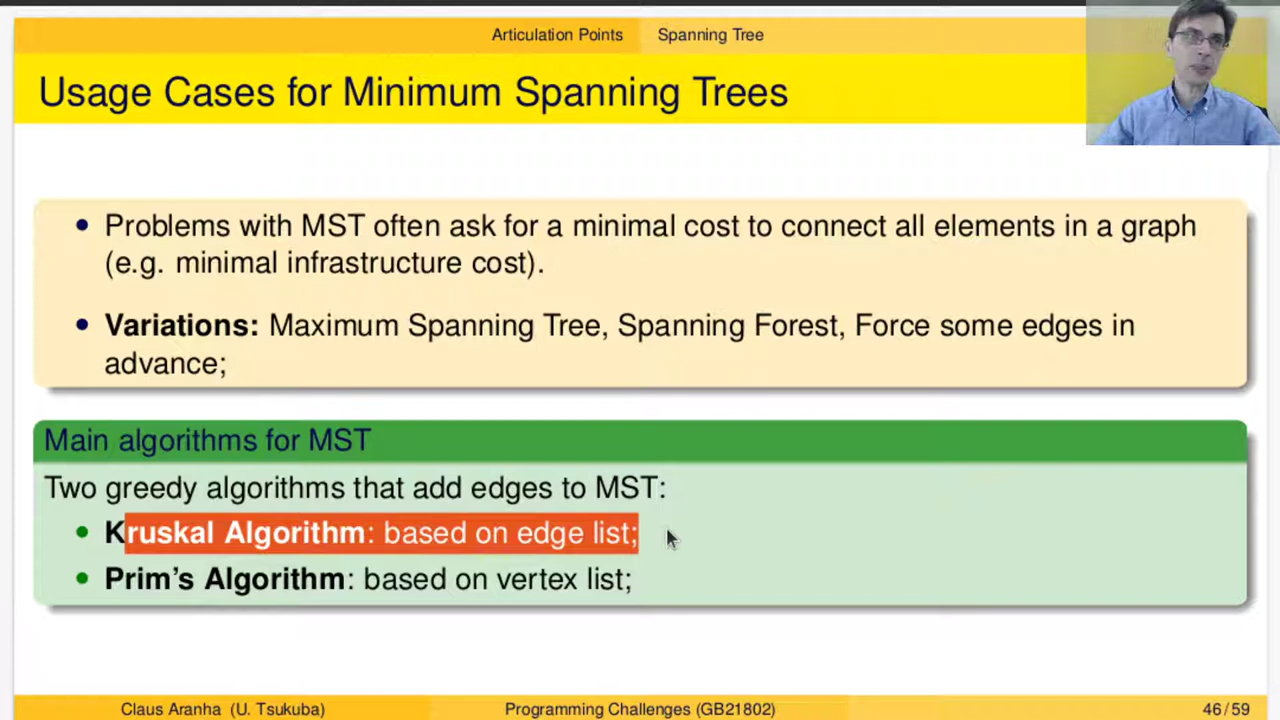 Articulation Points Spanning Tree
Usage Cases for Minimum Spanning Trees
• Problems with MST often ask for a minimal cost to connect all elements in a graph
(e.g. minimal infrastructure cost).
• Variations: Maximum Spanning Tree, Spanning Forest, Force some edges in
advance;
Main algorithms for MST
Two greedy algorithms that add edges to MST:
• Kruskal Algorithm: based on edge list;
• Prim's Algorithm: based on vertex list;
Claus Aranha (U. Tsukuba) Programming Challenges (GB21802) 46 / 59